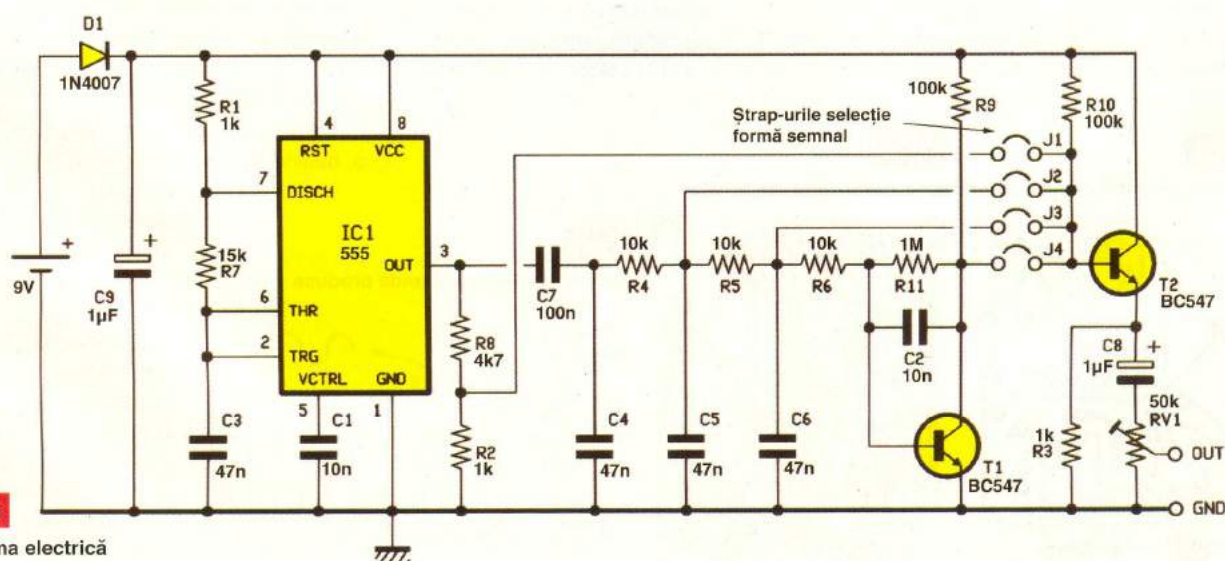 D1
1N4007
R1
1k
4
8
RST
VCC
7
DISCH
IC1
555
OUT
3
15k
R7
6
THR
2
TRG
VCTRL
GND
5
1
9V
+
+
C9
1µF
C3
47n
C1
10n
R8
4k7
R2
1k
C7
100n
10k
R4
10k
R5
10k
R6
1M
R11
C4
47n
C5
47n
C6
47n
C2
10n
T1
BC547
100k
R9
Ștrap-urile selecție
formă semnal
R10
100k
J1
J2
J3
J4
T2
BC547
C8
+
1µF
50k
RV1
1k
R3
OUT
GND
na electrică